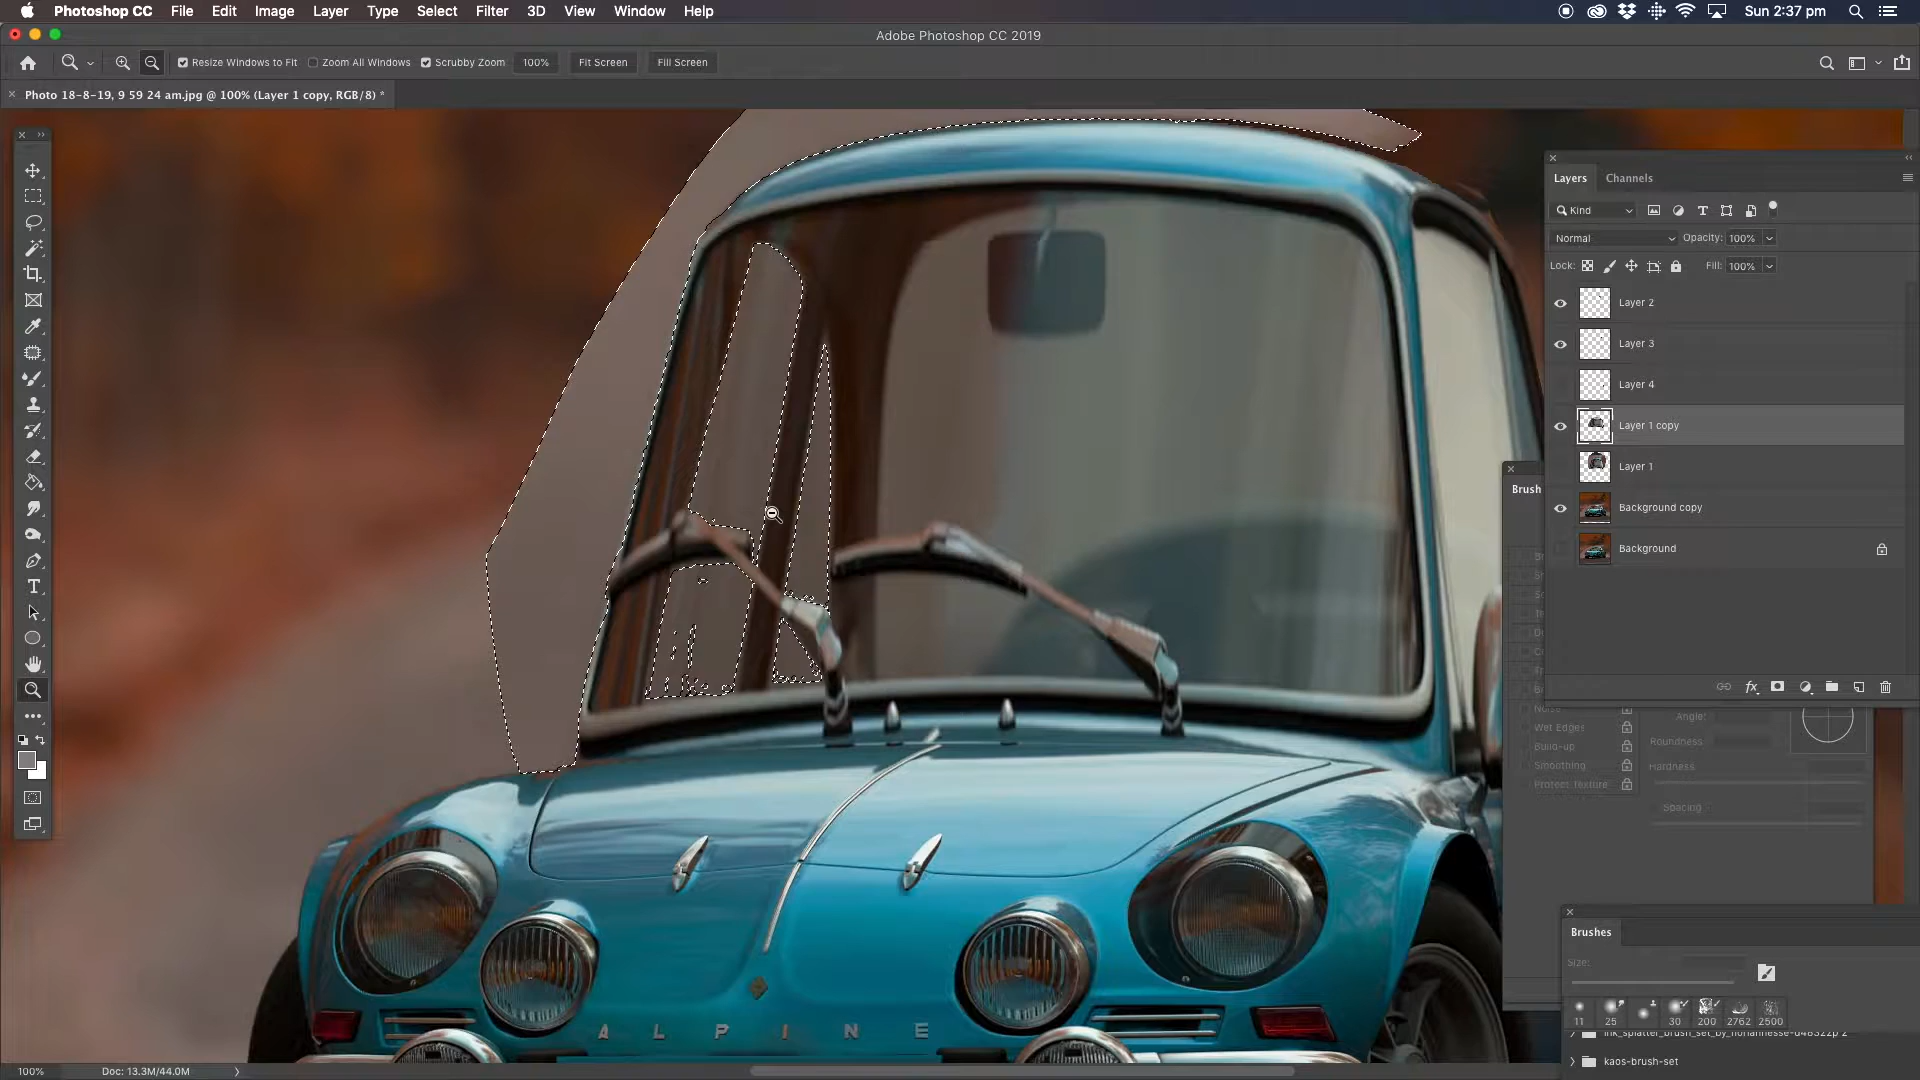 Photoshop CC File Edit Image Layer Type Select Filter 3D View Window Help Sun 2:37 pm
Adobe Photoshop CC 2019
Resize Windows to Fit Zoom All Windows Scrubby Zoom 100% Fit Screen Fill Screen
Photo 18-8-19, 9 59 24 am.jpg @ 100% (Layer 1 copy, RGB/8) *
Layers Channels
Kind
Normal Opacity: 100%
Lock: Fill: 100%
Layer 2
Layer 3
Layer 4
Layer 1 copy
Layer 1
Background copy
Background
Brush
Noise
Wet Edges
Build-up
Smoothing
Protect Texture
Angle:
Roundness:
Hardness
Spacing
Brushes
Size:
11 25 30 200 2762 2500
kaos-brush-set
A L P I N E
100% Doc: 13.3M/44.0M